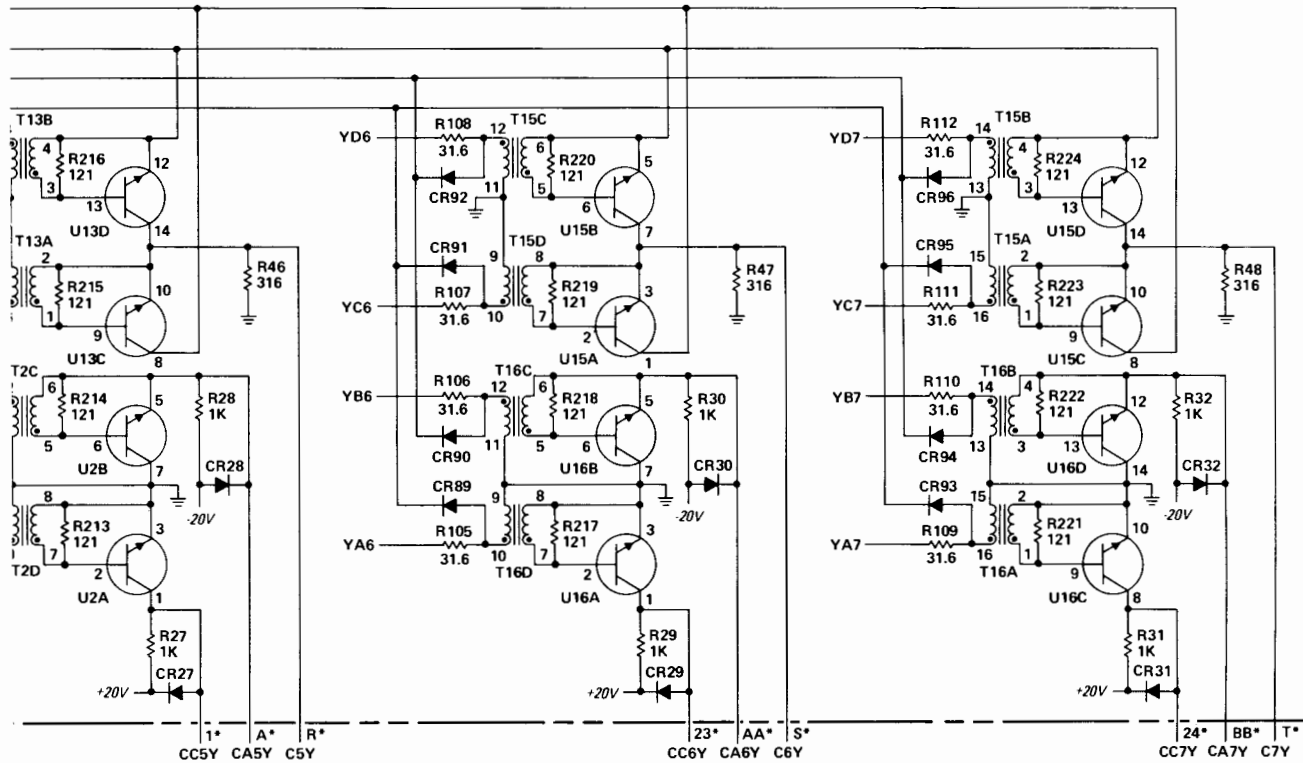 T13B
4
R216
121
3
12
13
U13D
14
T13A
2
R215
121
1
10
9
U13C
8
R46
316
T2C
6
R214
121
5
5
6
U2B
7
R28
1K
CR28
-20V
8
R213
121
7
T2D
3
2
U2A
1
R27
1K
+20V
CR27
1*
CC5Y
A*
CA5Y
R*
C5Y
YD6
R108
31.6
12
T15C
CR92
11
6
R220
121
5
5
6
U15B
7
CR91
9
T15D
YC6
R107
31.6
10
8
R219
121
7
3
2
U15A
1
R47
316
YB6
R106
31.6
12
T16C
CR90
11
6
R218
121
5
5
6
U16B
7
R30
1K
CR30
-20V
CR89
9
YA6
R105
31.6
10
T16D
8
R217
121
7
3
2
U16A
1
R29
1K
+20V
CR29
23*
CC6Y
AA*
CA6Y
S*
C6Y
YD7
R112
31.6
14
T15B
CR96
13
4
R224
121
3
12
13
U15D
14
CR95
15
T15A
YC7
R111
31.6
16
2
R223
121
1
10
9
U15C
8
R48
316
YB7
R110
31.6
14
T16B
CR94
13
4
R222
121
3
12
13
U16D
14
R32
1K
CR32
-20V
CR93
15
YA7
R109
31.6
16
T16A
2
R221
121
1
10
9
U16C
8
R31
1K
+20V
CR31
24*
CC7Y
BB*
CA7Y
T*
C7Y